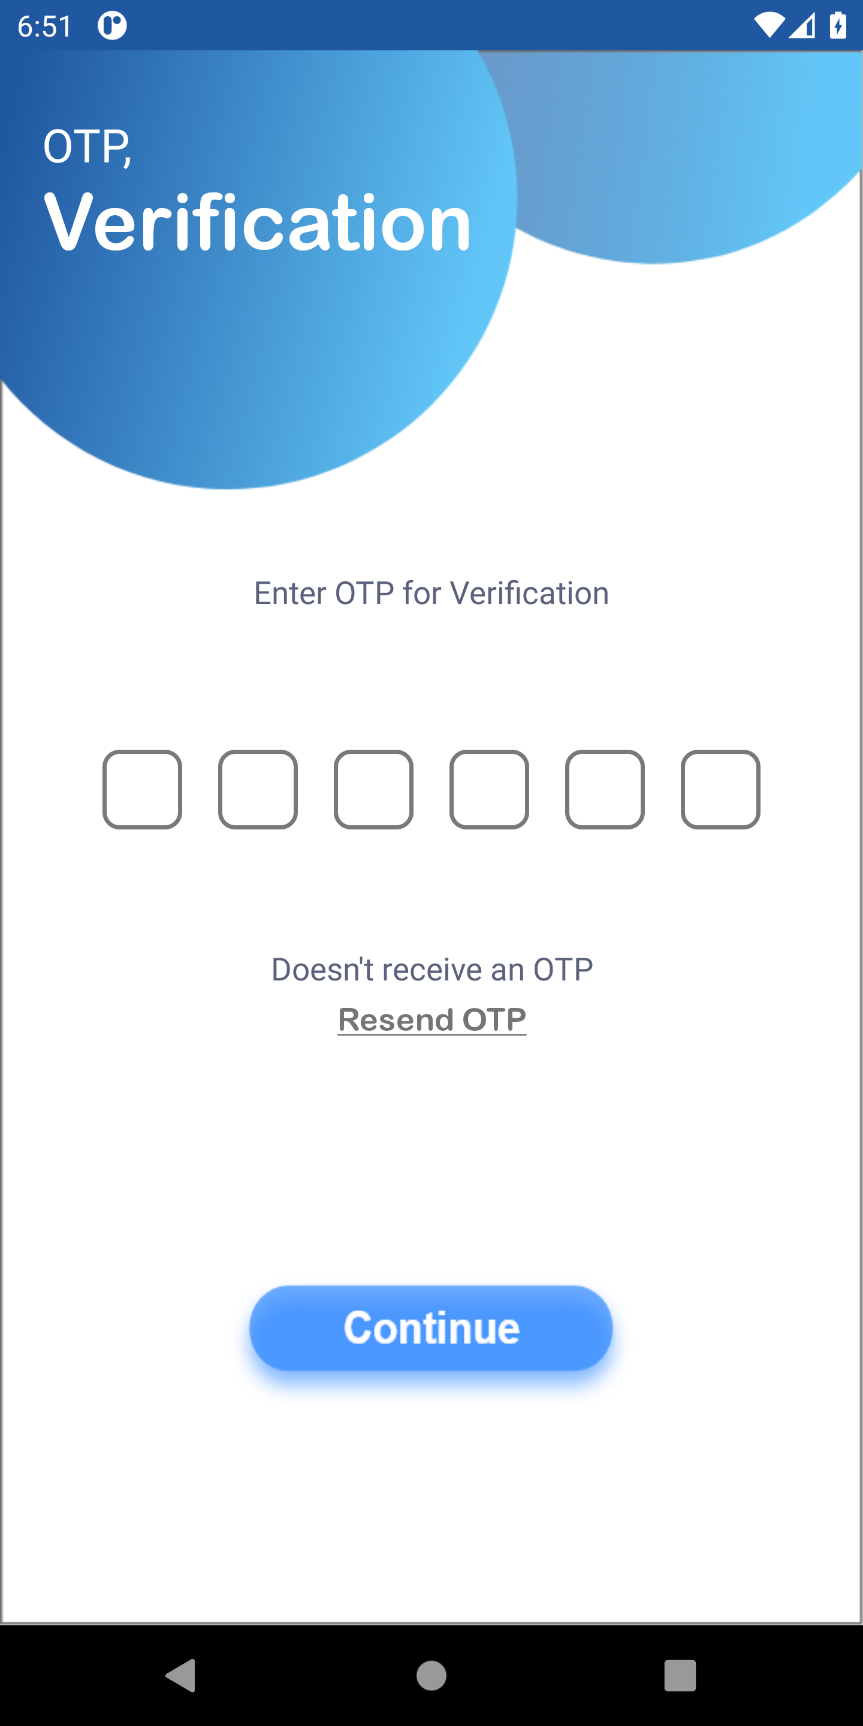 6:51
OTP,
Verification
Enter OTP for Verification
Doesn't receive an OTP
Resend OTP
Continue